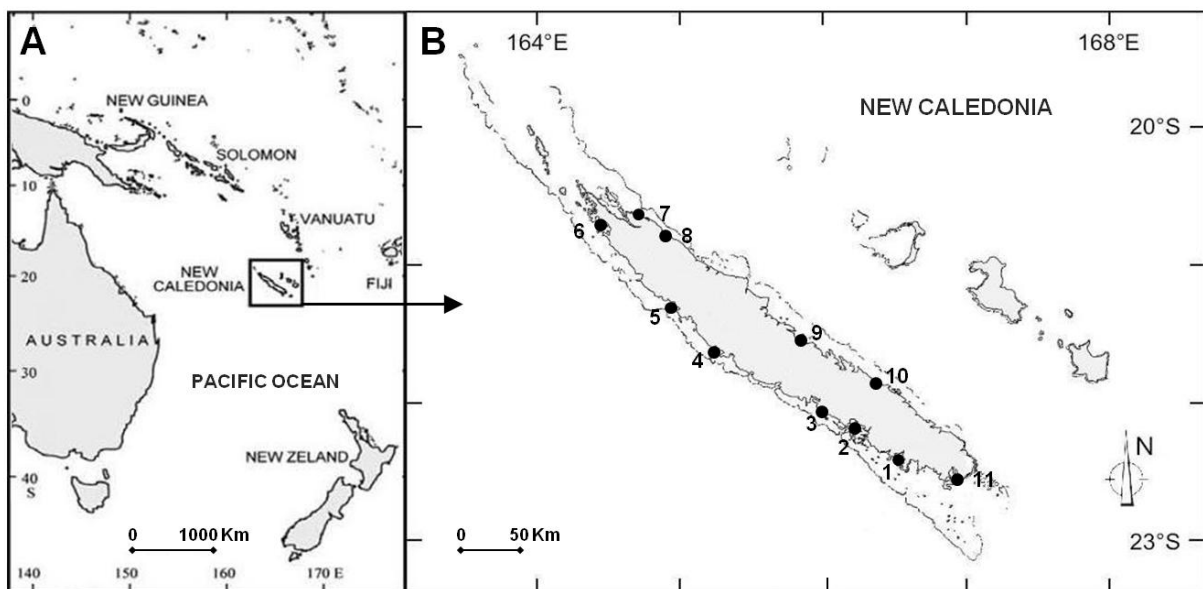 A
0
NEW GUINEA
SOLOMON
10
VANUATU
20
NEW
CALEDONIA
FIJI
AUSTRALIA
30
PACIFIC OCEAN
NEW ZELAND
40
S
0 1000 Km
140 150 160 170 E
B
164°E 168°E
NEW CALEDONIA
20°S
7
6
8
5
9
4
10
3
2
1
11
N
0 50 Km
23°S